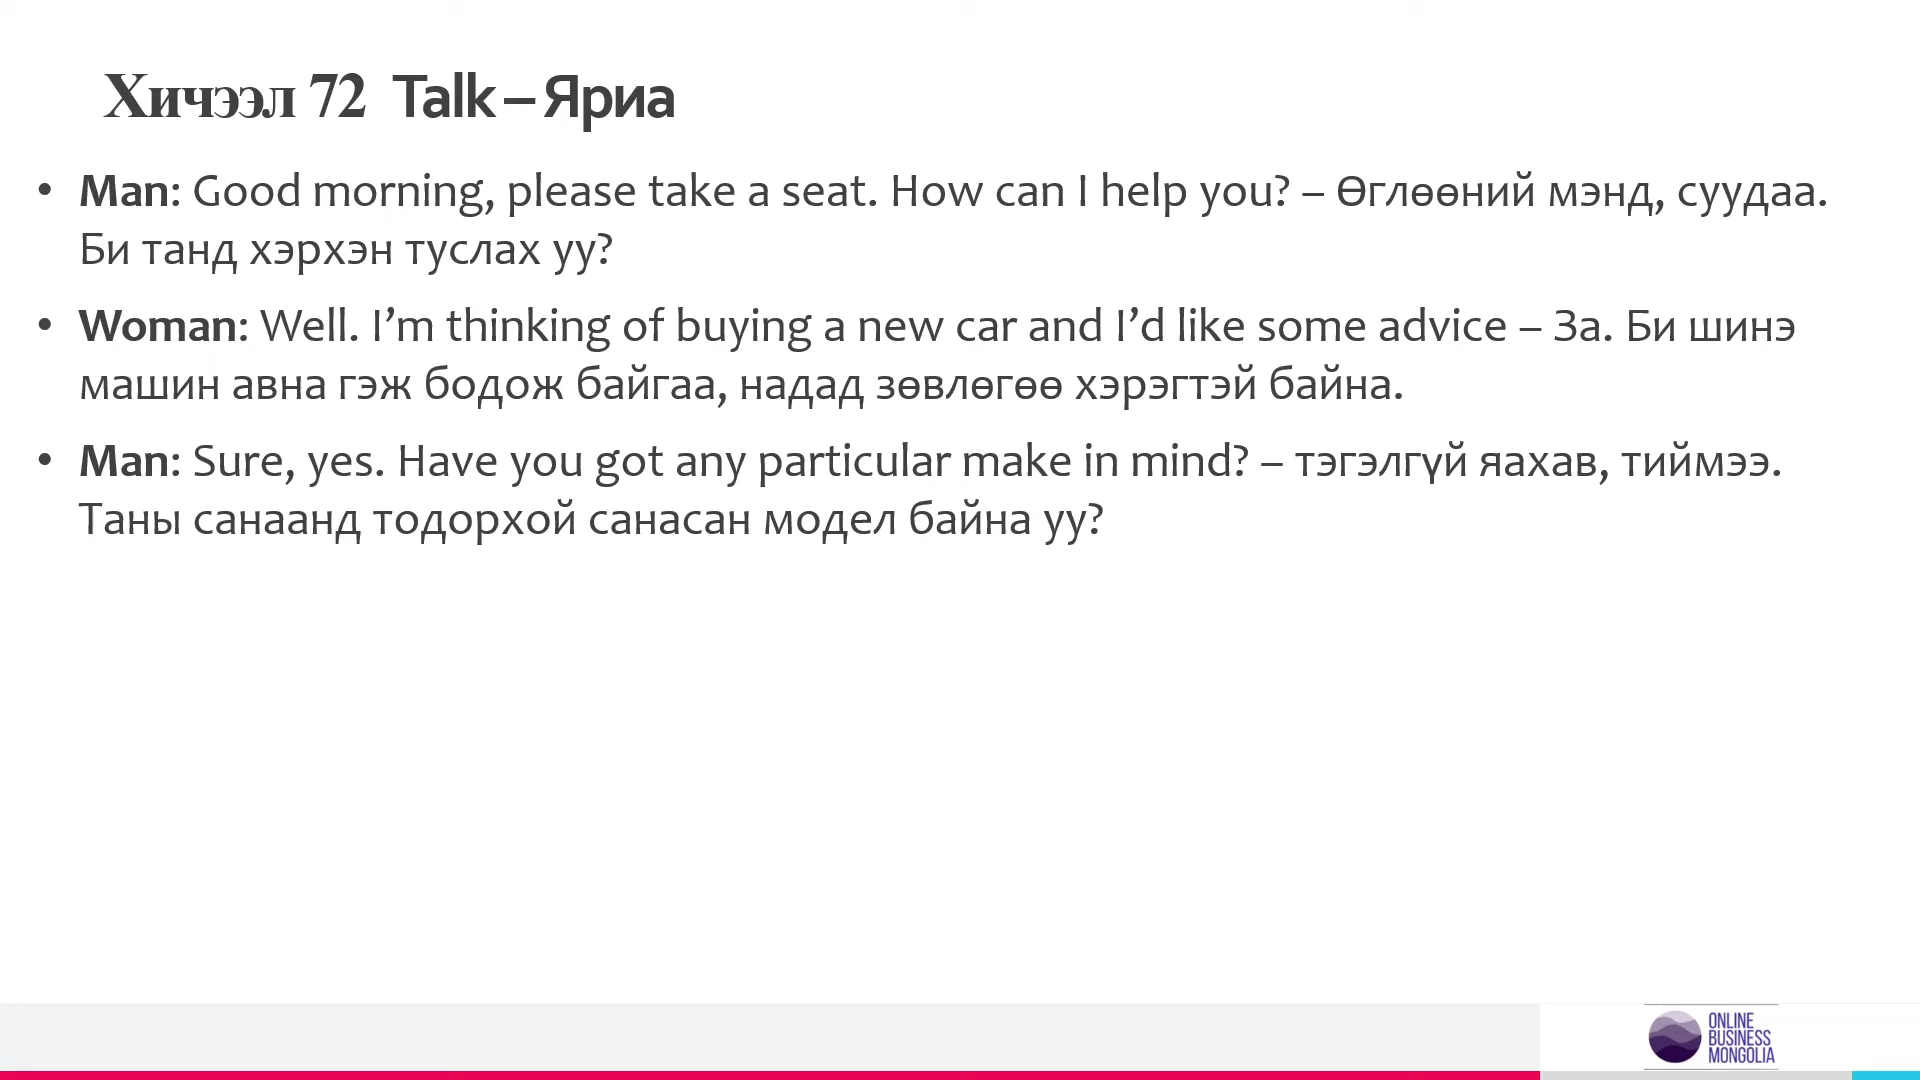 Хичээл 72 Talk – Яриа
• Man: Good morning, please take a seat. How can I help you? – Өглөөний мэнд, суудаа.
Би танд хэрхэн туслах уу?
• Woman: Well. I’m thinking of buying a new car and I’d like some advice – За. Би шинэ
машин авна гэж бодож байгаа, надад зөвлөгөө хэрэгтэй байна.
• Man: Sure, yes. Have you got any particular make in mind? – тэгэлгүй яахав, тиймээ.
Таны санаанд тодорхой санасан модел байна уу?
ONLINE
BUSINESS
MONGOLIA